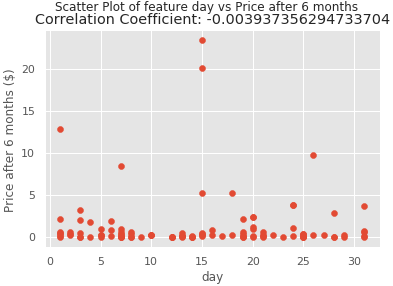 Scatter Plot of feature day vs Price after 6 months
Correlation Coefficient: -0.003937356294733704
Price after 6 months ($)
20
15
10
5
0
0 5 10 15 20 25 30
day